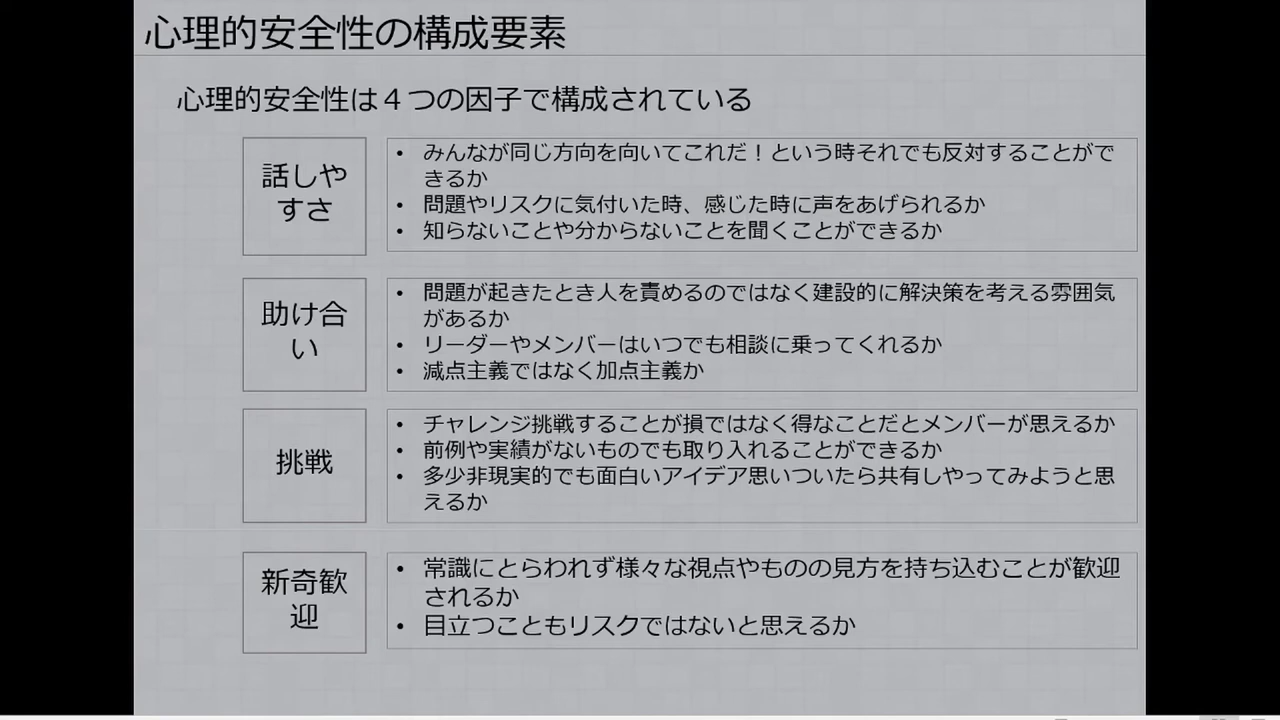 心理的安全性の構成要素
心理的安全性は４つの因子で構成されている
話しや
すさ
• みんなが同じ方向を向いてこれだ！という時それでも反対することがで
きるか
• 問題やリスクに気付いた時、感じた時に声をあげられるか
• 知らないことや分からないことを聞くことができるか
助け合
い
• 問題が起きたとき人を責めるのではなく建設的に解決策を考える雰囲気
があるか
• リーダーやメンバーはいつでも相談に乗ってくれるか
• 減点主義ではなく加点主義か
挑戦
• チャレンジ挑戦することが損ではなく得なことだとメンバーが思えるか
• 前例や実績がないものでも取り入れることができるか
• 多少非現実的でも面白いアイデア思いついたら共有しやってみようと思
えるか
新奇歓
迎
• 常識にとらわれず様々な視点やものの見方を持ち込むことが歓迎
されるか
• 目立つこともリスクではないと思えるか